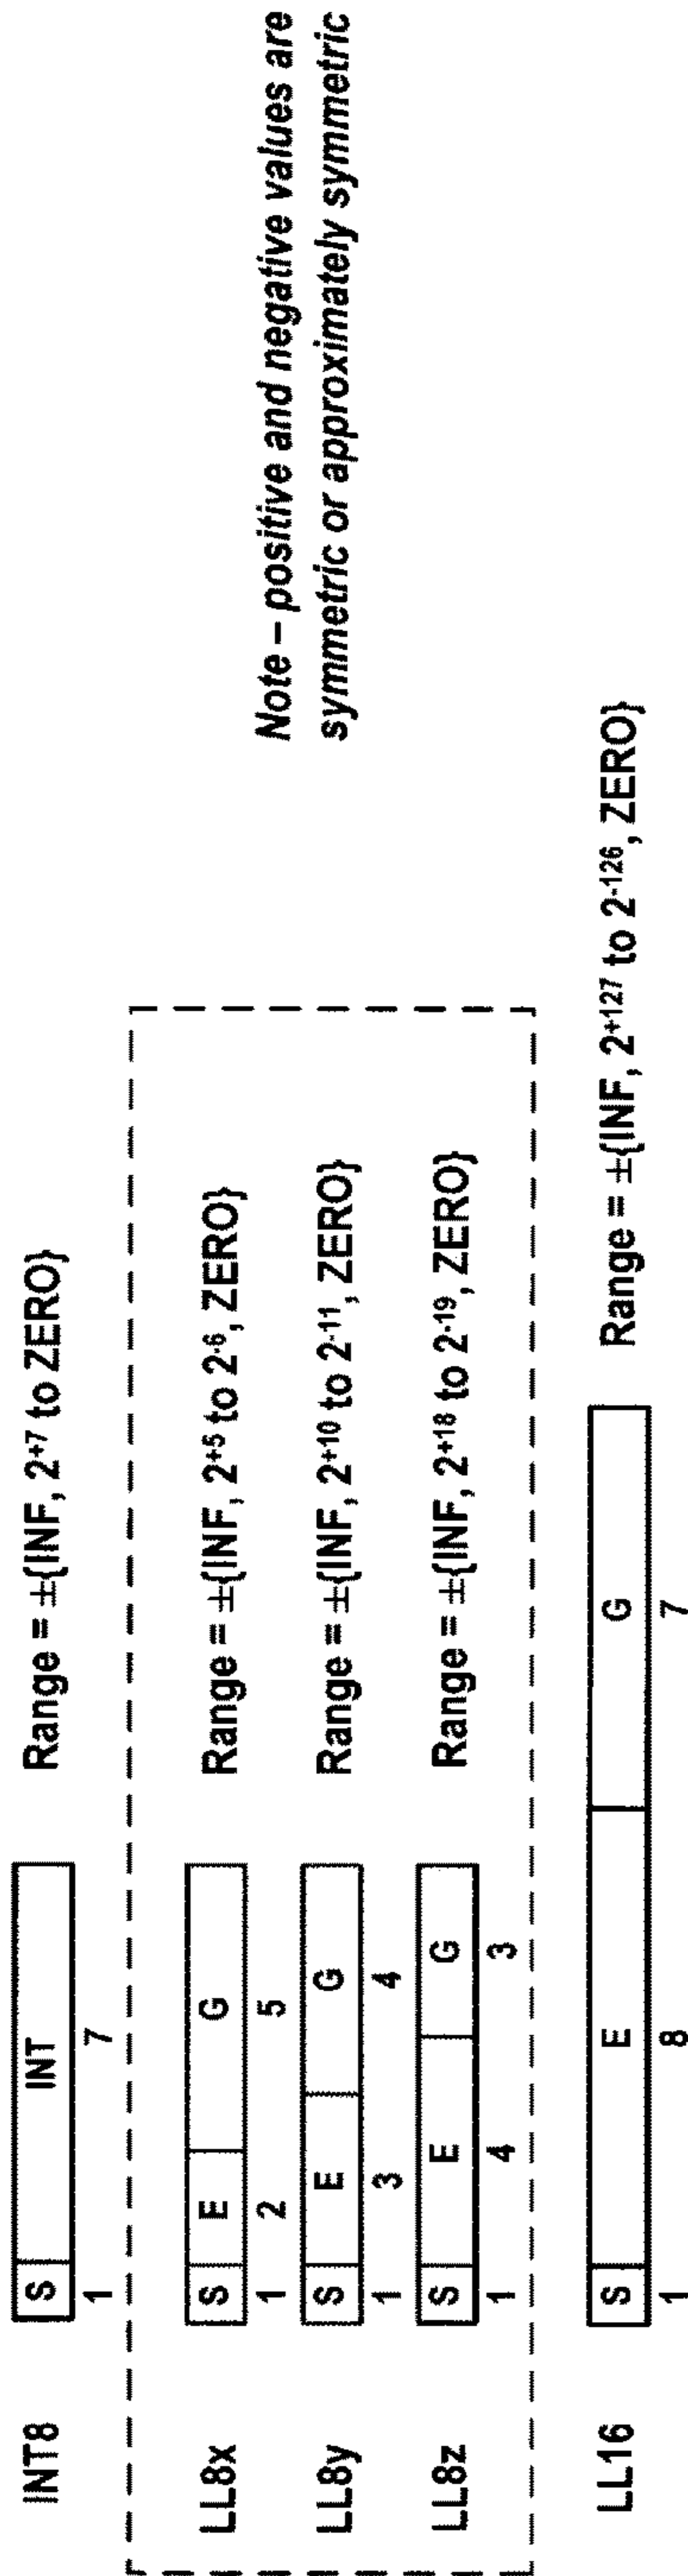 INT8
S INT
1 7
Range = ±{INF, 2+7 to ZERO}
LL8x
S E G
1 2 5
Range = ±{INF, 2+5 to 2-6, ZERO}
LL8y
S E G
1 3 4
Range = ±{INF, 2+10 to 2-11, ZERO}
LL8z
S E G
1 4 3
Range = ±{INF, 2+18 to 2-19, ZERO}
Note – positive and negative values are
symmetric or approximately symmetric
LL16
S E G
1 8 7
Range = ±{INF, 2+127 to 2-126, ZERO}